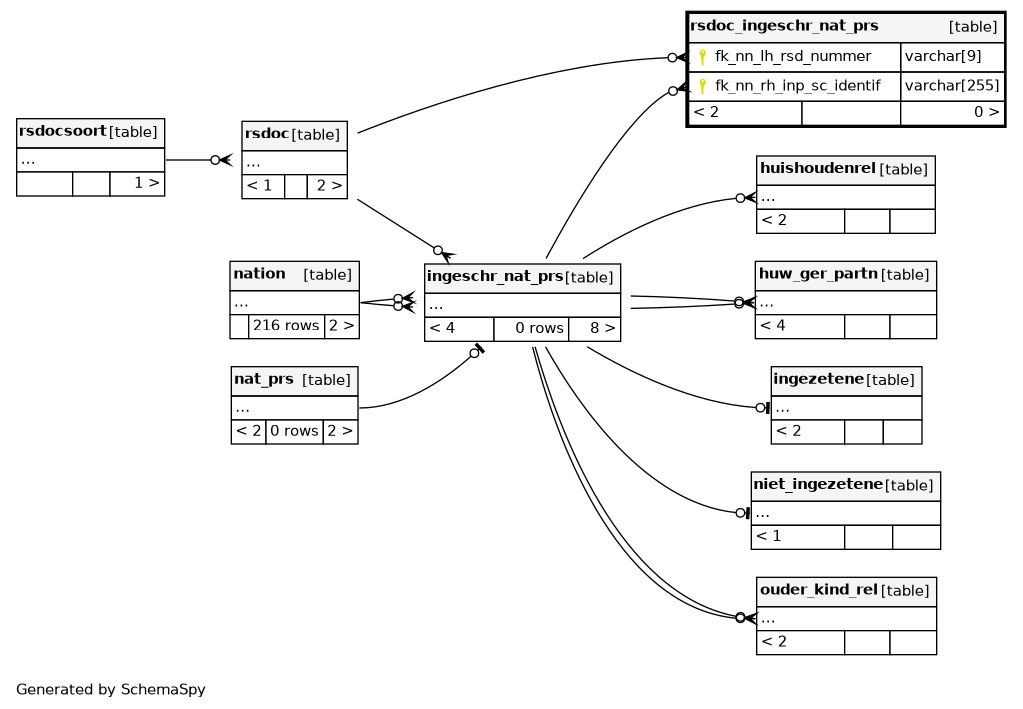 rsdoc_ingeschr_nat_prs [table]
fk_nn_lh_rsd_nummer varchar[9]
fk_nn_rh_inp_sc_identif varchar[255]
< 2 0 >
rsdocsoort [table]
...
1 >
rsdoc [table]
...
< 1 2 >
huishoudenrel [table]
...
< 2
nation [table]
...
216 rows 2 >
ingeschr_nat_prs [table]
...
< 4 0 rows 8 >
huw_ger_partn [table]
...
< 4
nat_prs [table]
...
< 2 0 rows 2 >
ingezetene [table]
...
< 2
niet_ingezetene [table]
...
< 1
ouder_kind_rel [table]
...
< 2
Generated by SchemaSpy